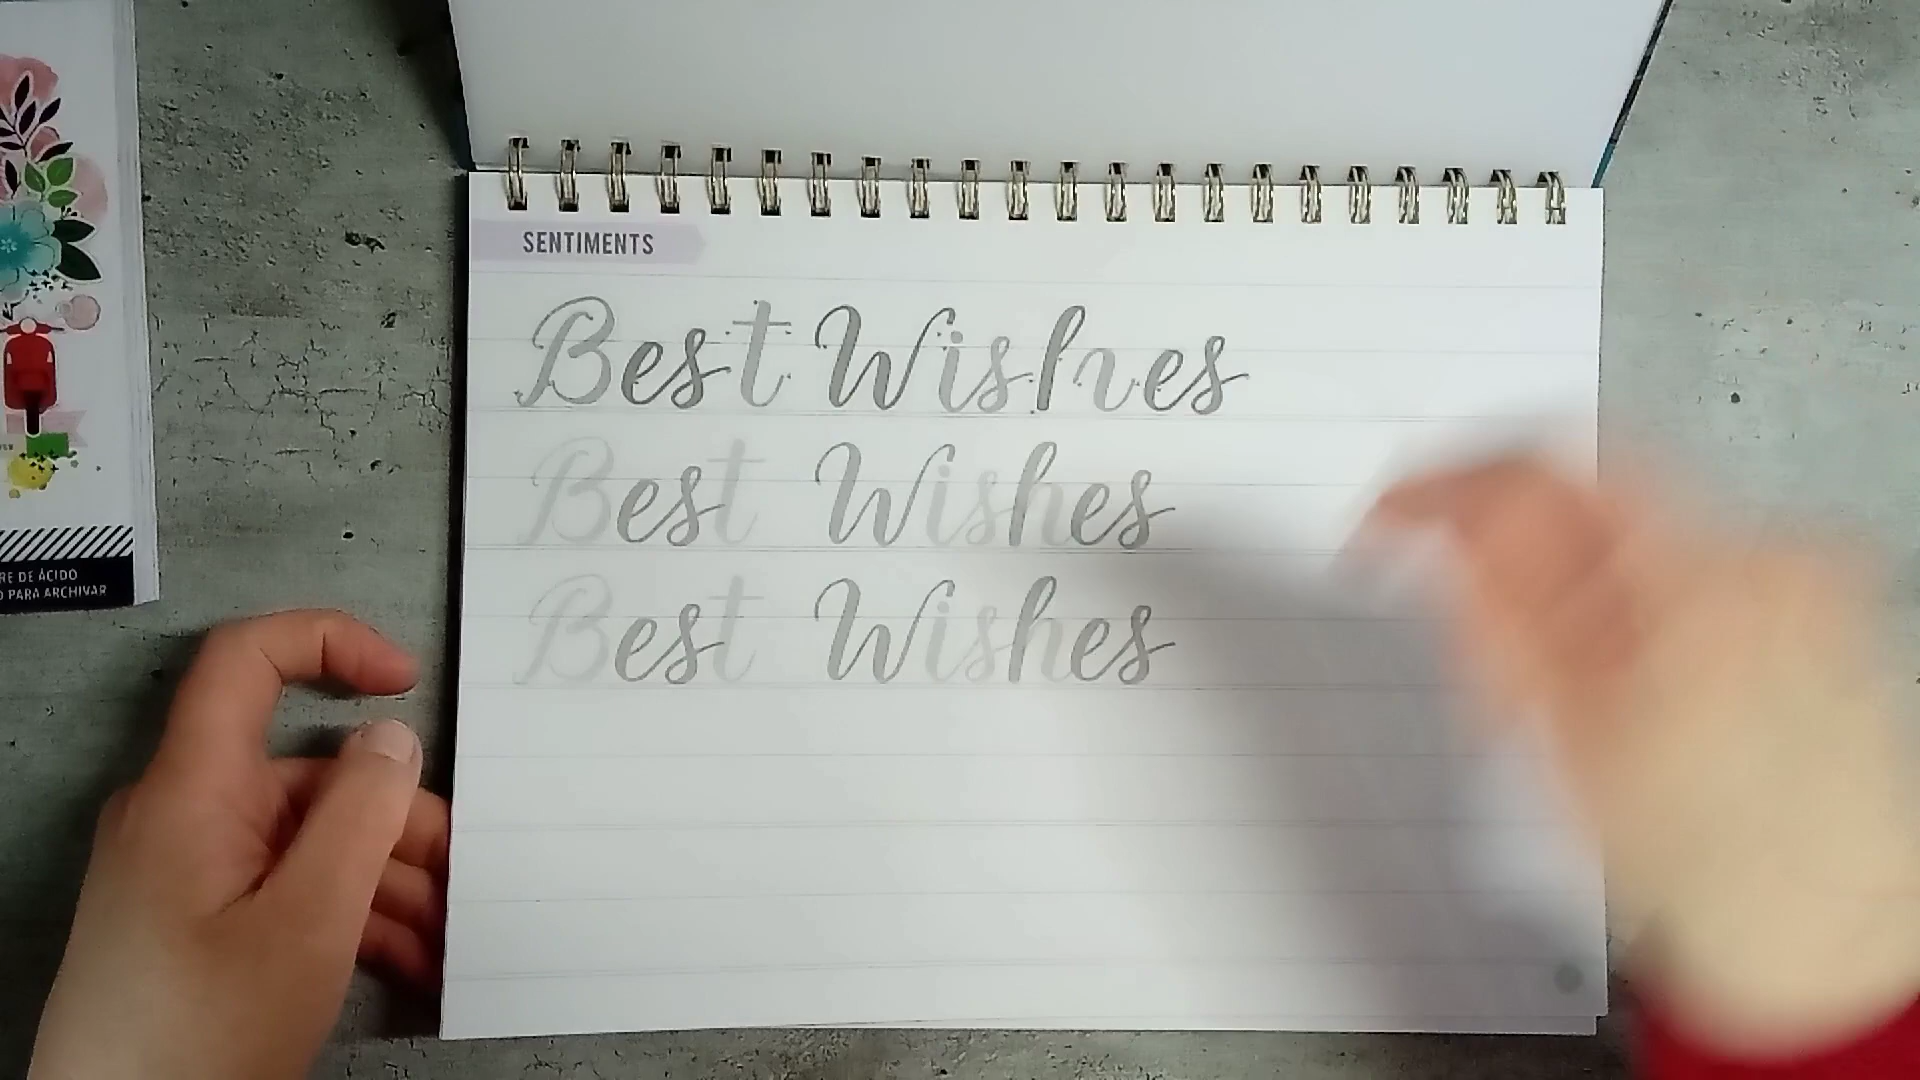 SENTIMENTS
Best Wishes
Best Wishes
Best Wishes
RE DE ÁCIDO
PARA ARCHIVAR